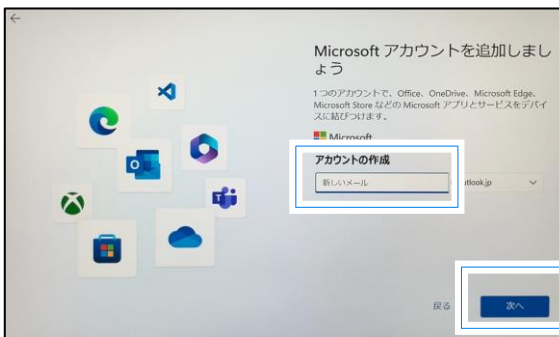 Microsoft アカウントを追加しまし
ょう
1 つのアカウントで、Office、OneDrive、Microsoft Edge、
Microsoft Store などの Microsoft アプリとサービスをデバイ
スに結びつけます。
Microsoft
アカウントの作成
新しいメール
utlook.jp
戻る
次へ